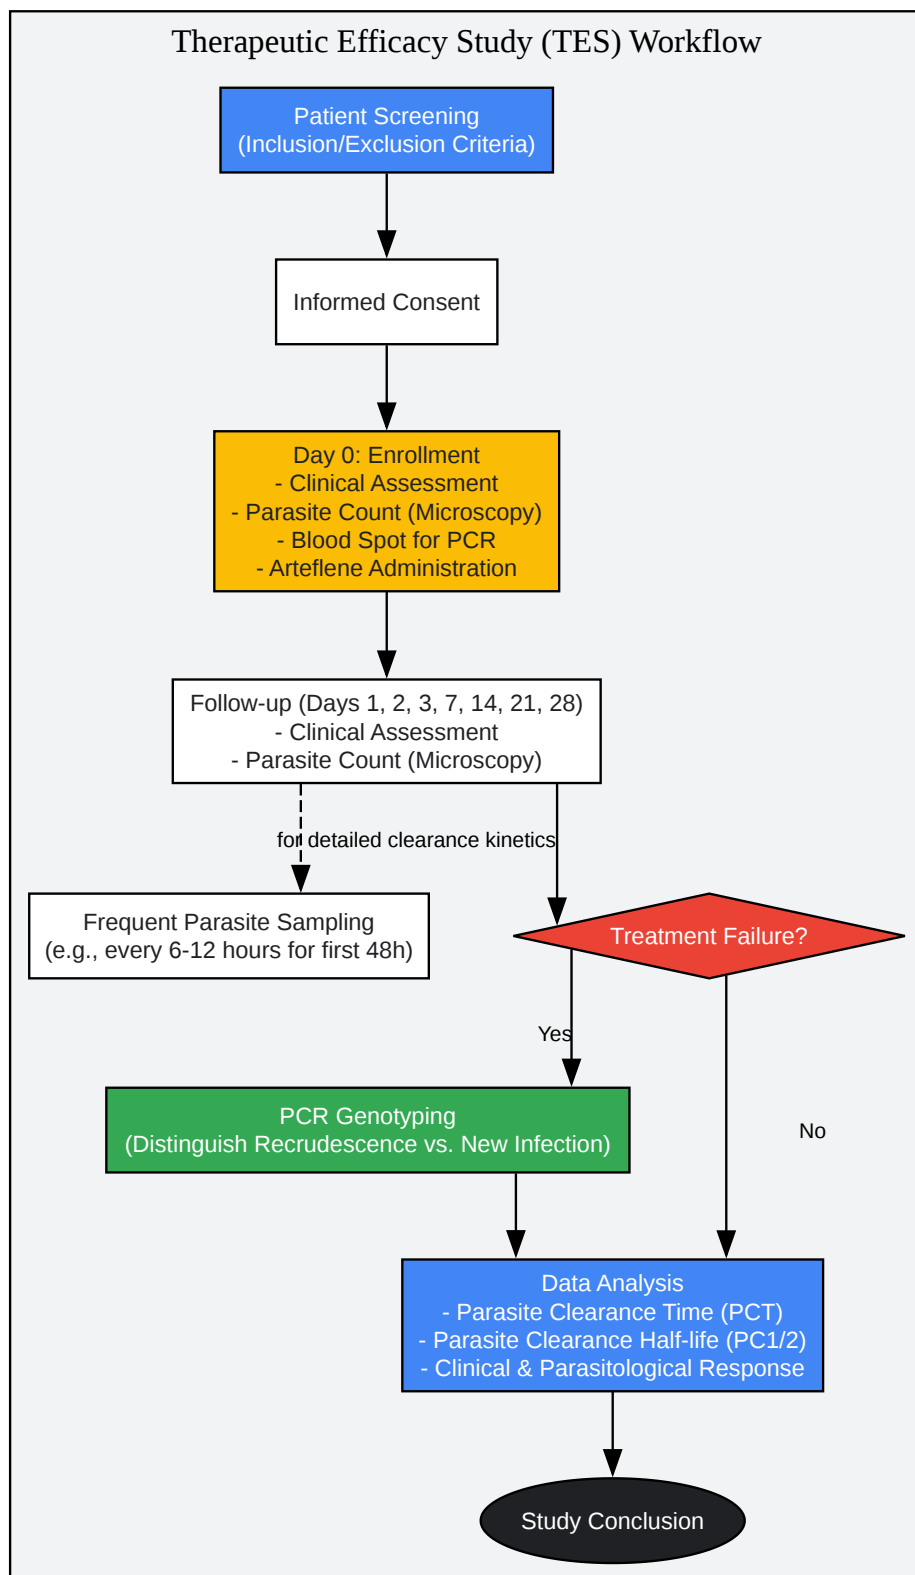 Therapeutic Efficacy Study (TES) Workflow
Patient Screening
(Inclusion/Exclusion Criteria)
Informed Consent
Day 0: Enrollment
- Clinical Assessment
- Parasite Count (Microscopy)
- Blood Spot for PCR
- Arteflene Administration
Follow-up (Days 1, 2, 3, 7, 14, 21, 28)
- Clinical Assessment
- Parasite Count (Microscopy)
for detailed clearance kinetics
Frequent Parasite Sampling
(e.g., every 6-12 hours for first 48h)
Treatment Failure?
Yes
PCR Genotyping
(Distinguish Recrudescence vs. New Infection)
No
Data Analysis
- Parasite Clearance Time (PCT)
- Parasite Clearance Half-life (PC1/2)
- Clinical & Parasitological Response
Study Conclusion